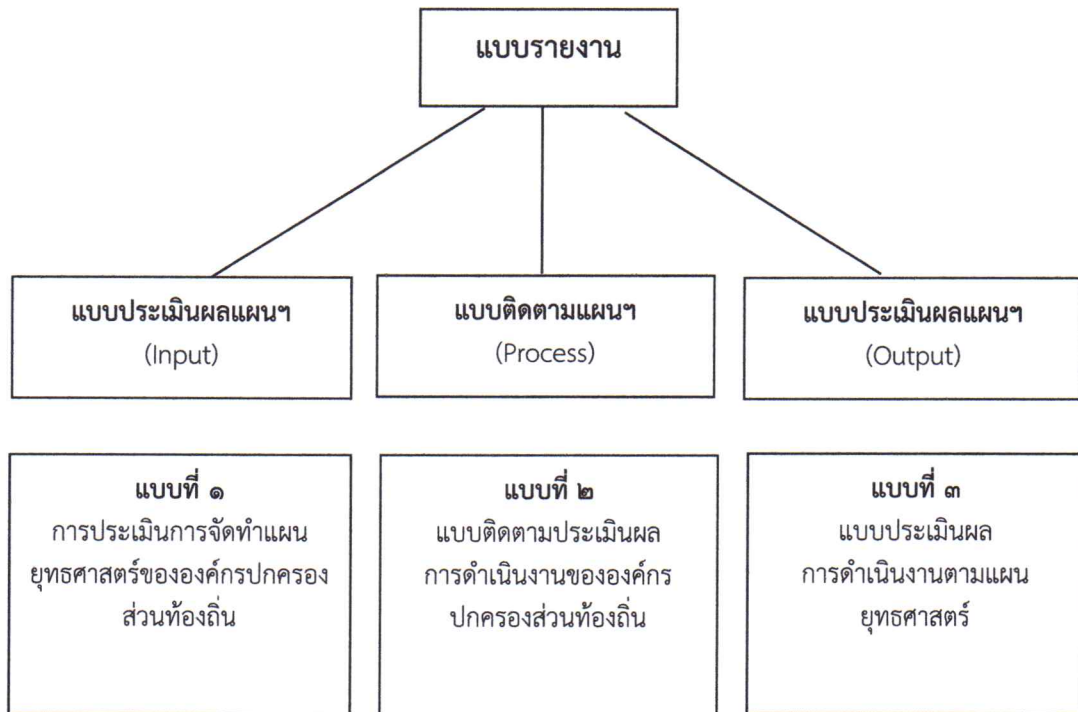 แบบรายงาน
แบบประเมินผลแผนฯ
(Input)
แบบติดตามแผนฯ
(Process)
แบบประเมินผลแผนฯ
(Output)
แบบที่ ๑
การประเมินการจัดทำแผน
ยุทธศาสตร์ขององค์กรปกครอง
ส่วนท้องถิ่น
แบบที่ ๒
แบบติดตามประเมินผล
การดำเนินงานขององค์กร
ปกครองส่วนท้องถิ่น
แบบที่ ๓
แบบประเมินผล
การดำเนินงานตามแผน
ยุทธศาสตร์